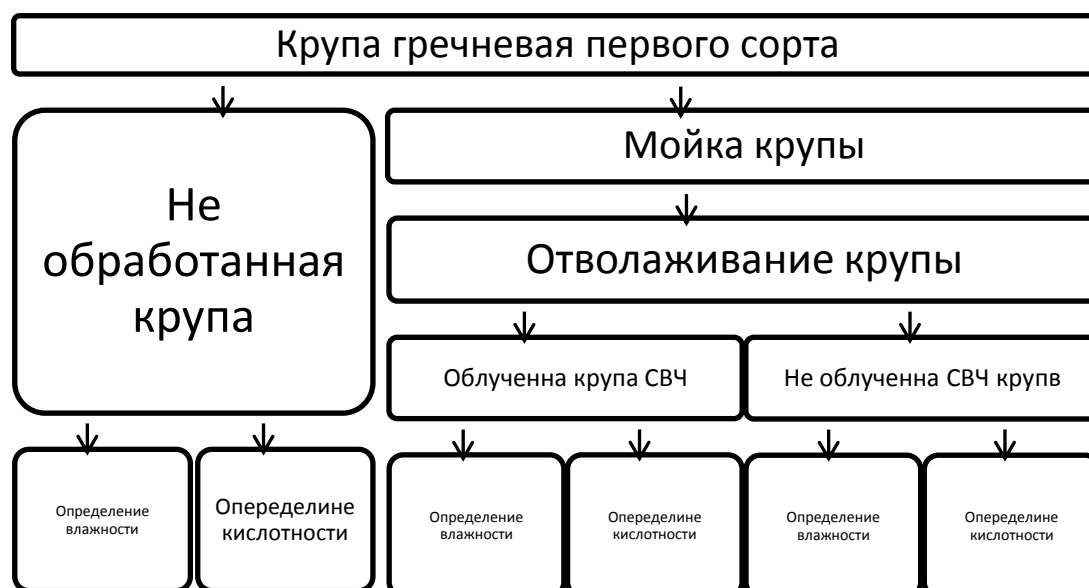 Крупа гречневая первого сорта
Не
обработанная
крупа
Мойка крупы
Отволаживание крупы
Облученна крупа СВЧ
Не облученна СВЧ крупв
Определение
влажности
Опеределине
кислотности
Определение
влажности
Опеределине
кислотности
Определение
влажности
Опеределине
кислотности